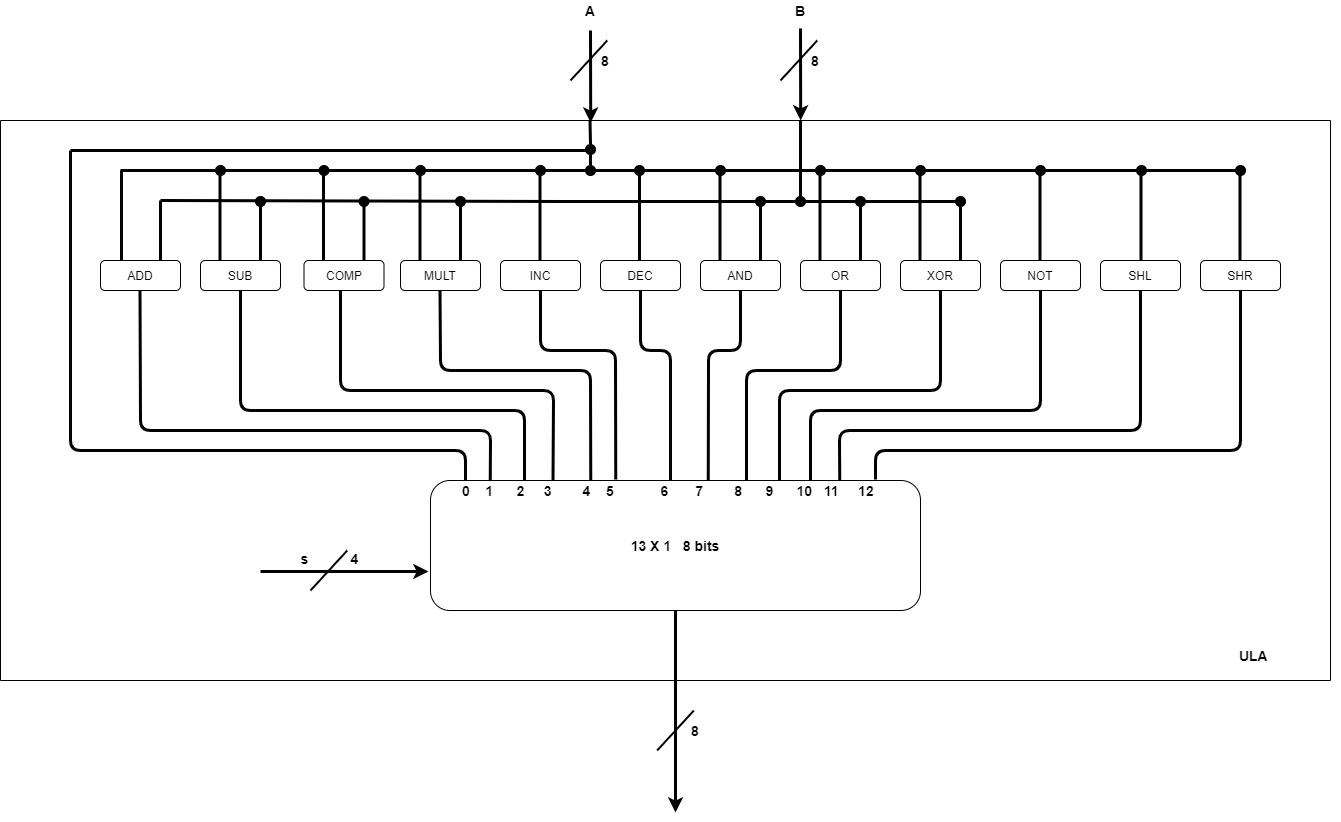 A B
8 8
ADD SUB COMP MULT INC DEC AND OR XOR NOT SHL SHR
0 1 2 3 4 5 6 7 8 9 10 11 12
13 X 1 8 bits
s 4
ULA
8